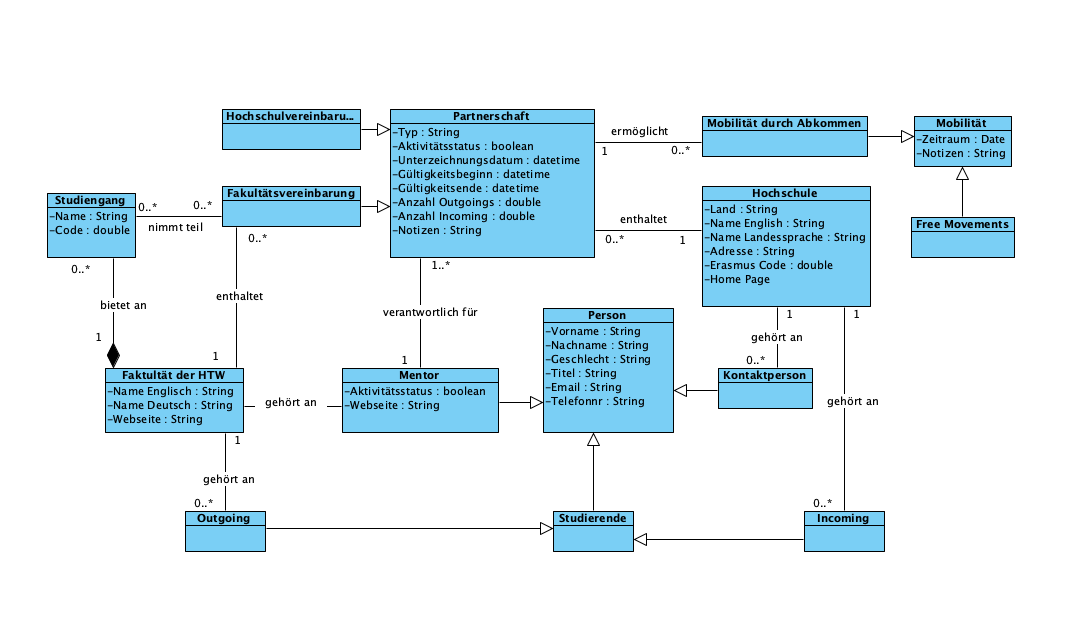 Hochschulvereinbaru...
Partnerschaft
-Typ : String
-Aktivitätsstatus : boolean
-Unterzeichnungsdatum : datetime
-Gültigkeitsbeginn : datetime
-Gültigkeitsende : datetime
-Anzahl Outgoings : double
-Anzahl Incoming : double
-Notizen : String
ermöglicht
1
0..*
Mobilität durch Abkommen
Mobilität
-Zeitraum : Date
-Notizen : String
Studiengang
-Name : String
-Code : double
0..*
0..*
nimmt teil
Fakultätsvereinbarung
0..*
enthaltet
0..*
1
Hochschule
-Land : String
-Name English : String
-Name Landessprache : String
-Adresse : String
-Erasmus Code : double
-Home Page
Free Movements
0..*
bietet an
1
enthaltet
1
1..*
verantwortlich für
1
Person
-Vorname : String
-Nachname : String
-Geschlecht : String
-Titel : String
-Email : String
-Telefonnr : String
1
gehört an
0..*
1
gehört an
0..*
Faktultät der HTW
-Name Englisch : String
-Name Deutsch : String
-Webseite : String
gehört an
Mentor
-Aktivitätsstatus : boolean
-Webseite : String
Kontaktperson
1
gehört an
0..*
Outgoing
Studierende
Incoming